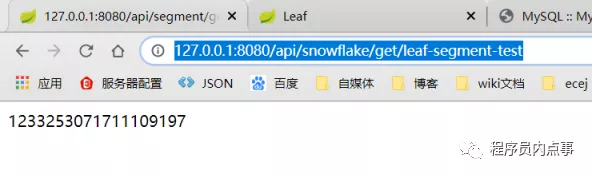 127.0.0.1:8080/api/segment/g
Leaf
MySQL :: My
127.0.0.1:8080/api/snowflake/get/leaf-segment-test
应用 服务器配置 JSON 百度 自媒体 博客 wiki文档 ecej
1233253071711109197
程序员内点事